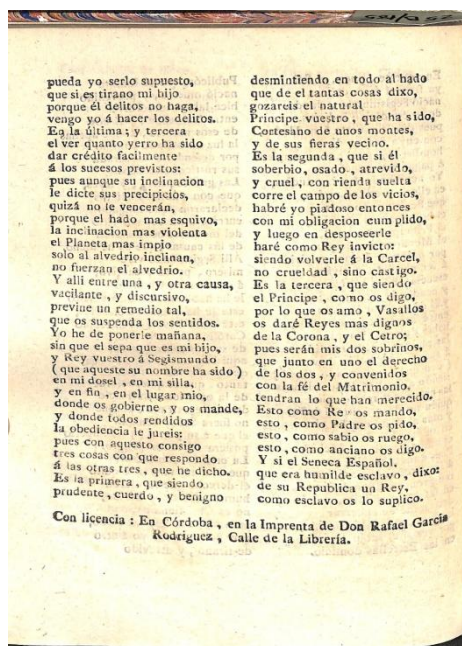 pueda yo serlo supuesto,
que si es tirano mi hijo
porque él delitos no haga,
vengo yo á hacer los delitos.
En la última; y tercera
el ver quanto yerro ha sido
dar crédito facilmente
á los sucesos previstos:
pues aunque su inclinacion
le dicte sus precipicios,
quizá no le vencerán,
porque el hado mas esquivo,
la inclinacion mas violenta
el Planeta mas impio
solo al alvedrio inclinan,
no fuerzan el alvedrio.
Y alli entre una, y otra causa,
vacilante, y discursivo,
previne un remedio tal,
que os suspenda los sentidos.
Yo he de ponerle mañana,
sin que el sepa que es mi hijo,
y Rey vuestro á Segismundo
( que aqueste su nombre ha sido )
en mi dosel, en mi silla,
y en fin, en el lugar mio,
donde os gobierne, y os mande,
y donde todos rendidos
la obediencia le jureis:
pues con aquesto consigo
tres cosas con que respondo
á las otras tres, que he dicho.
Es la primera, que siendo
prudente, cuerdo, y benigno
desmintiendo en todo al hado
que de el tantas cosas dixo,
gozareis el natural
Principe vuestro, que ha sido,
Cortesano de unos montes,
y de sus fieras vecino.
Es la segunda, que si él
soberbio, osado, atrevido,
y cruel, con rienda suelta
corre el campo de los vicios,
habré yo piadoso entonces
con mi obligacion cumplido,
y luego en desposeerle
haré como Rey invicto:
siendo volverle á la Carcel,
no crueldad, sino castigo.
Es la tercera, que siendo
el Principe, como os digo,
por lo que os amo, Vasallos
os daré Reyes mas dignos
de la Corona, y el Cetro;
pues serán mis dos sobrinos,
que junto en uno el derecho
de los dos, y convenidos
con la fé del Matrimonio,
tendran lo que han merecido.
Esto como Rey os mando,
esto, como Padre os pido,
esto, como sabio os ruego,
esto, como anciano os digo.
Y si el Seneca Español,
que era humilde esclavo, dixo:
de su Republica un Rey,
como esclavo os lo suplico.
Con licencia: En Córdoba, en la Imprenta de Don Rafael Garcia
Rodriguez, Calle de la Librería.